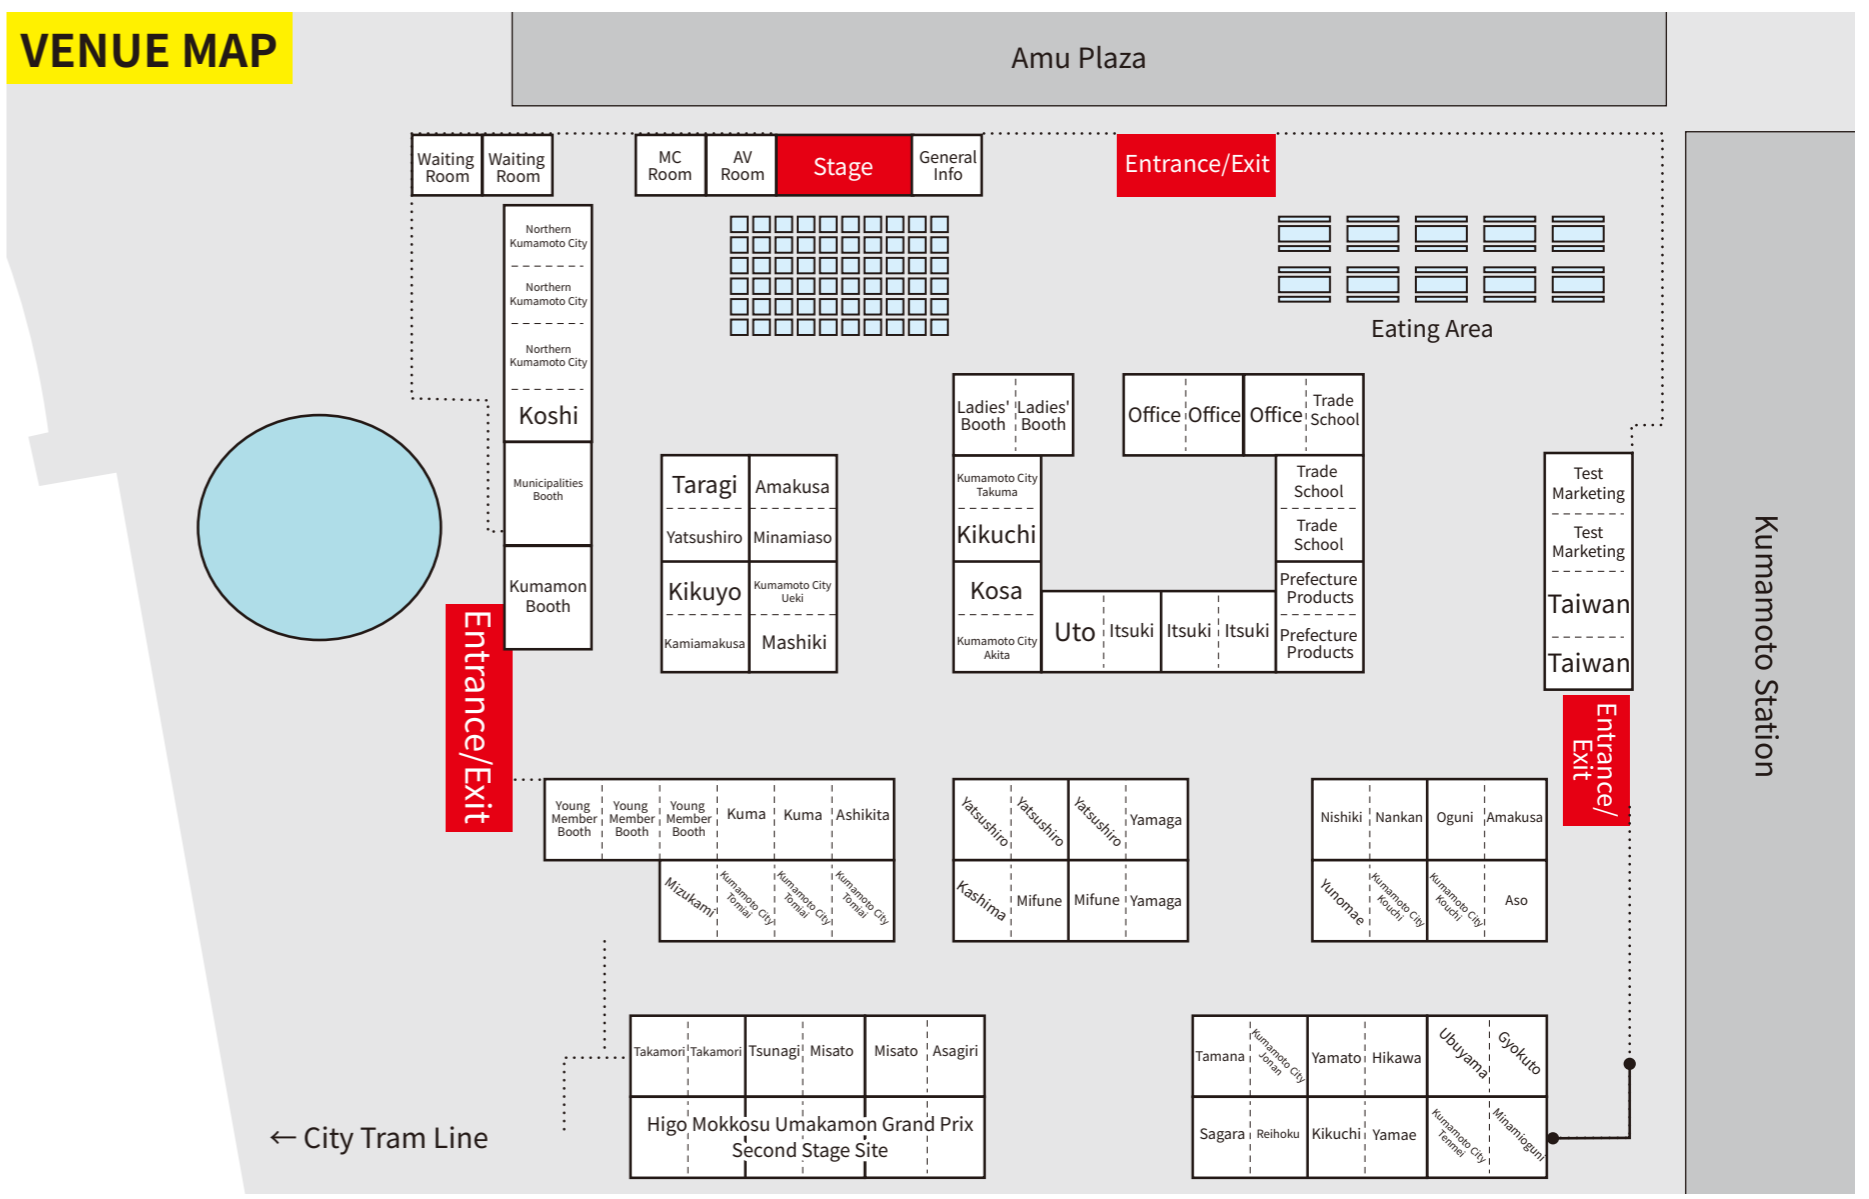 VENUE MAP
Amu Plaza
Waiting
Room
Waiting
Room
MC
Room
AV
Room
Stage
General
Info
Entrance/Exit
Northern
Kumamoto City
Northern
Kumamoto City
Northern
Kumamoto City
Koshi
Municipalities
Booth
Kumamon
Booth
Entrance/Exit
Eating Area
Ladies'
Booth
Ladies'
Booth
Office
Office
Office
Trade
School
Taragi
Amakusa
Yatsushiro
Minamiaso
Kikuyo
Kumamoto City
Ueki
Kamiamakusa
Mashiki
Kumamoto City
Takuma
Kikuchi
Kosa
Kumamoto City
Akita
Uto
Itsuki
Itsuki
Itsuki
Trade
School
Trade
School
Prefecture
Products
Prefecture
Products
Test
Marketing
Test
Marketing
Taiwan
Taiwan
Entrance/
Exit
Kumamoto Station
Young
Member
Booth
Young
Member
Booth
Young
Member
Booth
Kuma
Kuma
Ashikita
Mizukami
Kumamoto City
Tomiai
Kumamoto City
Tomiai
Kumamoto City
Tomiai
Yatsushiro
Yatsushiro
Yatsushiro
Yamaga
Kashima
Mifune
Mifune
Yamaga
Nishiki
Nankan
Oguni
Amakusa
Yunomae
Kumamoto City
Kouchi
Kumamoto City
Kouchi
Aso
Takamori
Takamori
Tsunagi
Misato
Misato
Asagiri
Higo Mokkosu Umakamon Grand Prix
Second Stage Site
Tamana
Kumamoto City
Jonan
Yamato
Hikawa
Ubuyama
Gyokuto
Sagara
Reihoku
Kikuchi
Yamae
Kumamoto City
Tenmei
Minamioguni
← City Tram Line